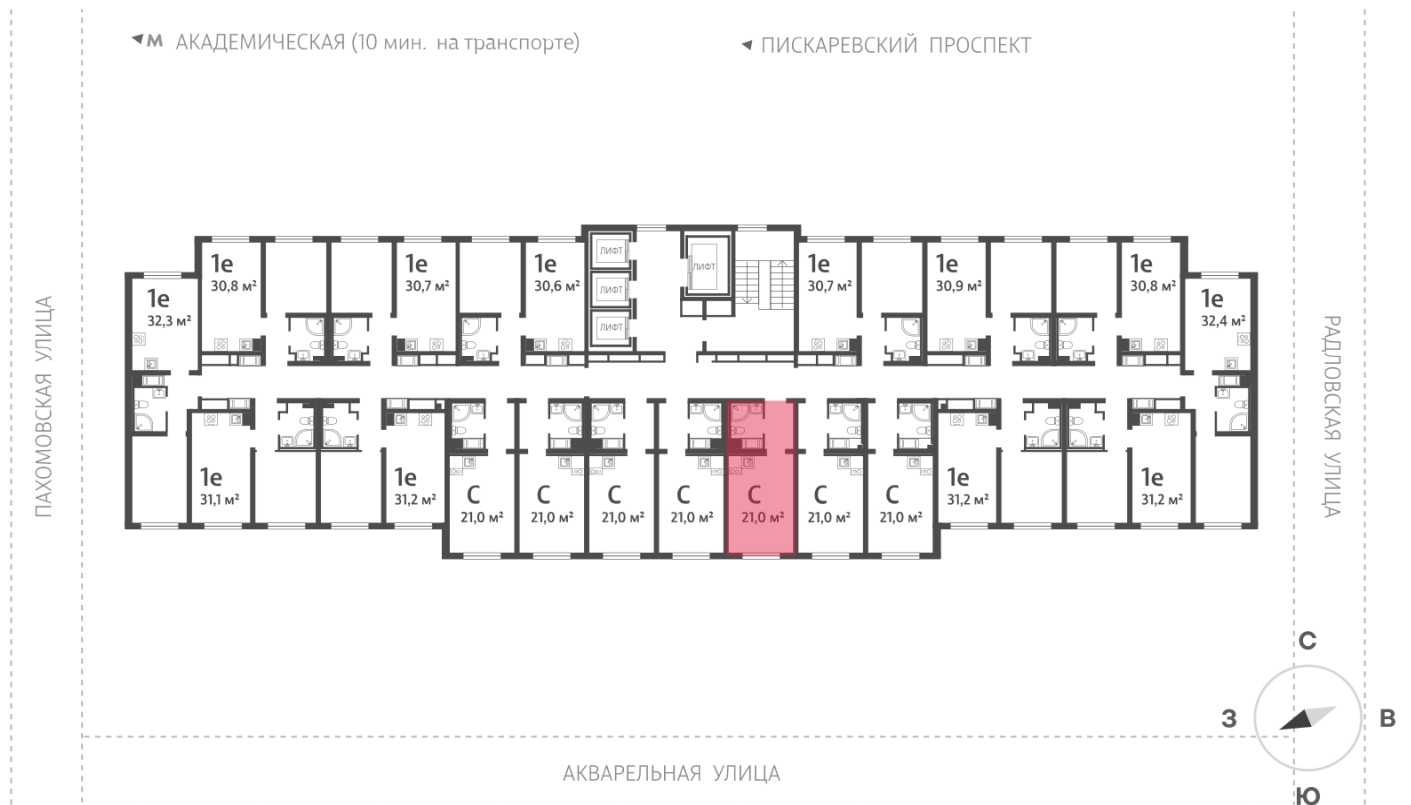 М АКАДЕМИЧЕСКАЯ (10 мин. на транспорте)
ПИСКАРЕВСКИЙ ПРОСПЕКТ
ПАХОМОВСКАЯ УЛИЦА
РАДЛОВСКАЯ УЛИЦА
1е
32,3 м²
1е
30,8 м²
1е
30,7 м²
1е
30,6 м²
ЛИФТ
ЛИФТ
ЛИФТ
ЛИФТ
1е
30,7 м²
1е
30,9 м²
1е
30,8 м²
1е
32,4 м²
1е
31,1 м²
1е
31,2 м²
С
21,0 м²
С
21,0 м²
С
21,0 м²
С
21,0 м²
С
21,0 м²
С
21,0 м²
С
21,0 м²
1е
31,2 м²
1е
31,2 м²
С
З
В
Ю
АКВАРЕЛЬНАЯ УЛИЦА